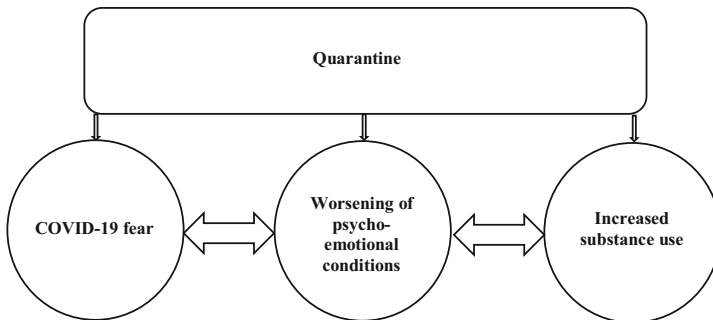 Quarantine
COVID-19 fear
Worsening of
psycho-
emotional
conditions
Increased
substance use